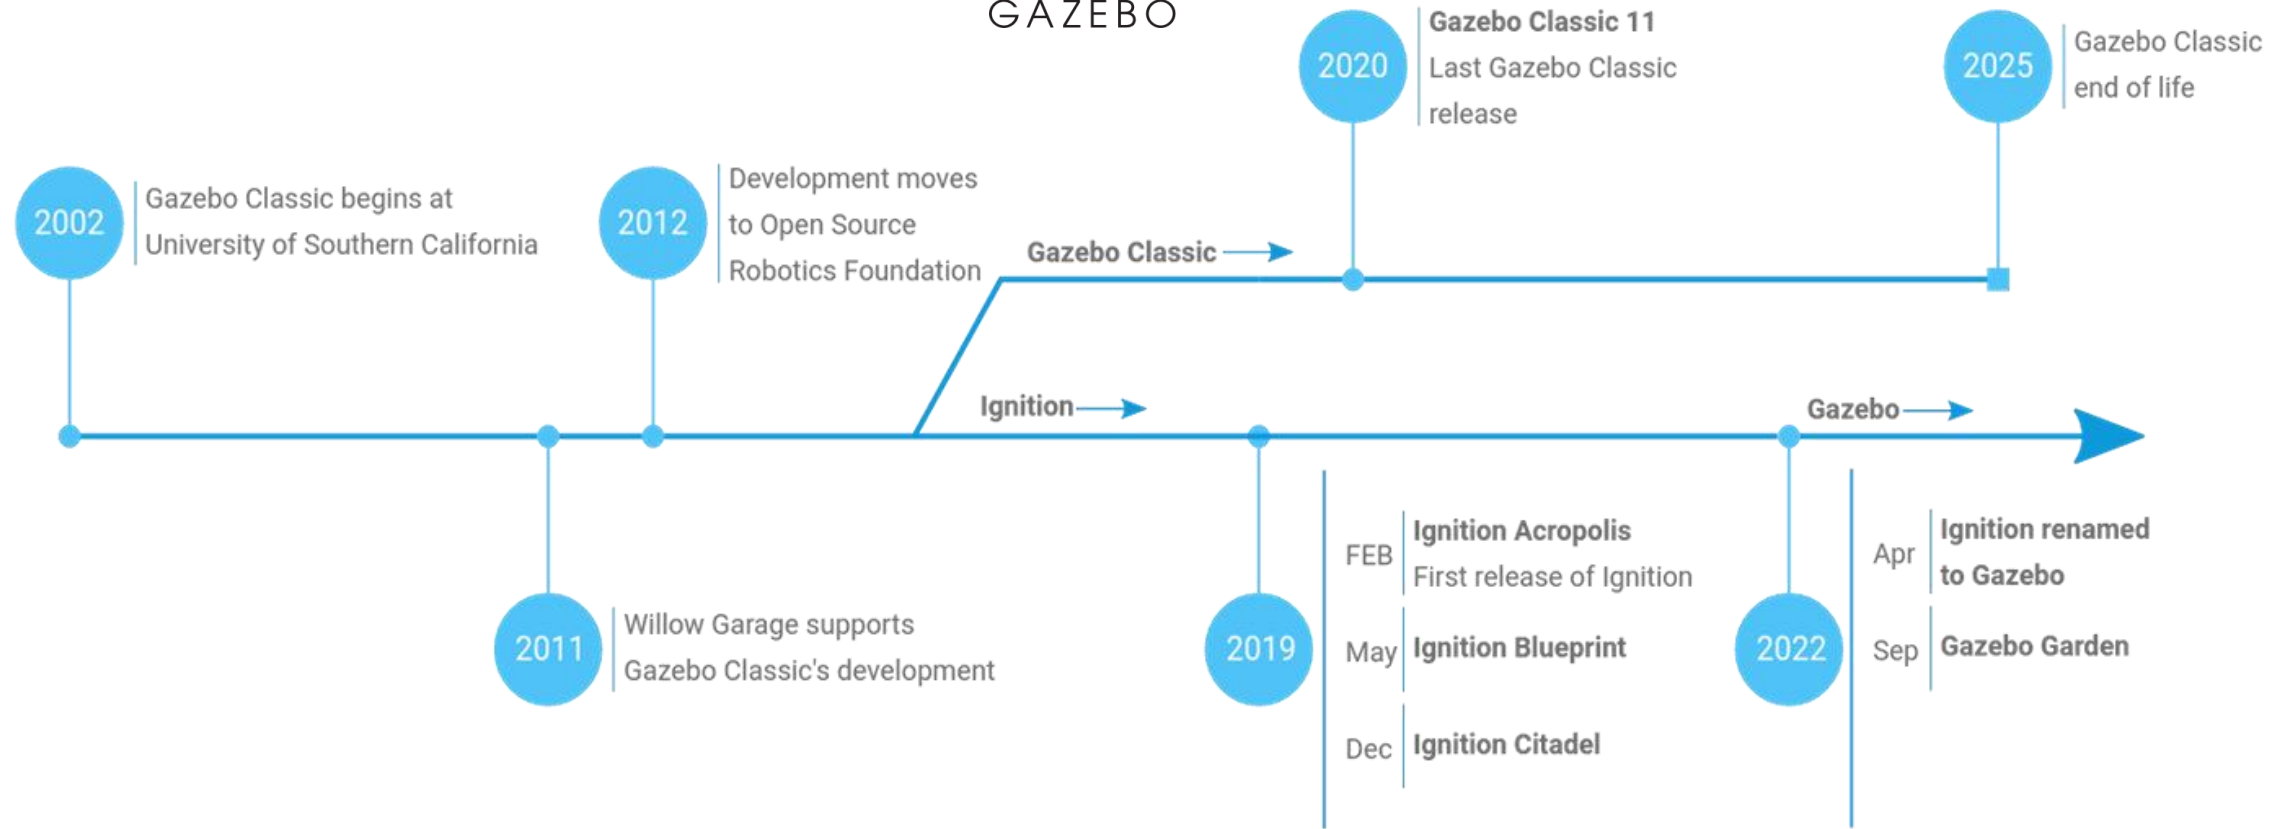 GAZEBO
2002
Gazebo Classic begins at
University of Southern California
2012
Development moves
to Open Source
Robotics Foundation
Gazebo Classic
2020
Gazebo Classic 11
Last Gazebo Classic
release
2025
Gazebo Classic
end of life
Ignition
Gazebo
2011
Willow Garage supports
Gazebo Classic's development
2019
FEB
Ignition Acropolis
First release of Ignition
May
Ignition Blueprint
Dec
Ignition Citadel
2022
Apr
Ignition renamed
to Gazebo
Sep
Gazebo Garden